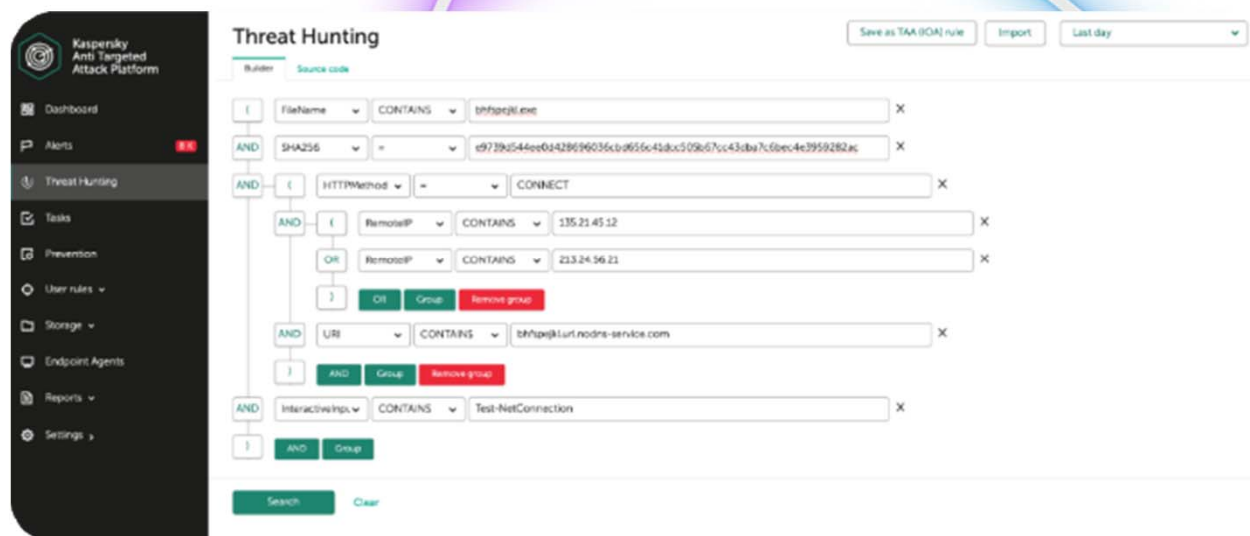 Kaspersky
Anti Targeted
Attack Platform
Dashboard
Alerts
Threat Hunting
Tasks
Prevention
User rules
Storage
Endpoint Agents
Reports
Settings
Threat Hunting
Save as TAA (IOA) rule Import Last day
Builder Source code
( FileName CONTAINS bhfspejkl.exe
AND SHA256 =
AND ( HTTPMethod = CONNECT
AND ( RemoteIP CONTAINS 135.21.45.12
OR RemoteIP CONTAINS 213.24.56.21
) OR Group Remove group
AND URI CONTAINS bhfspejkl.url.nodns-service.com
) AND Group Remove group
AND CONTAINS Test-NetConnection
) AND Group
Search Clear